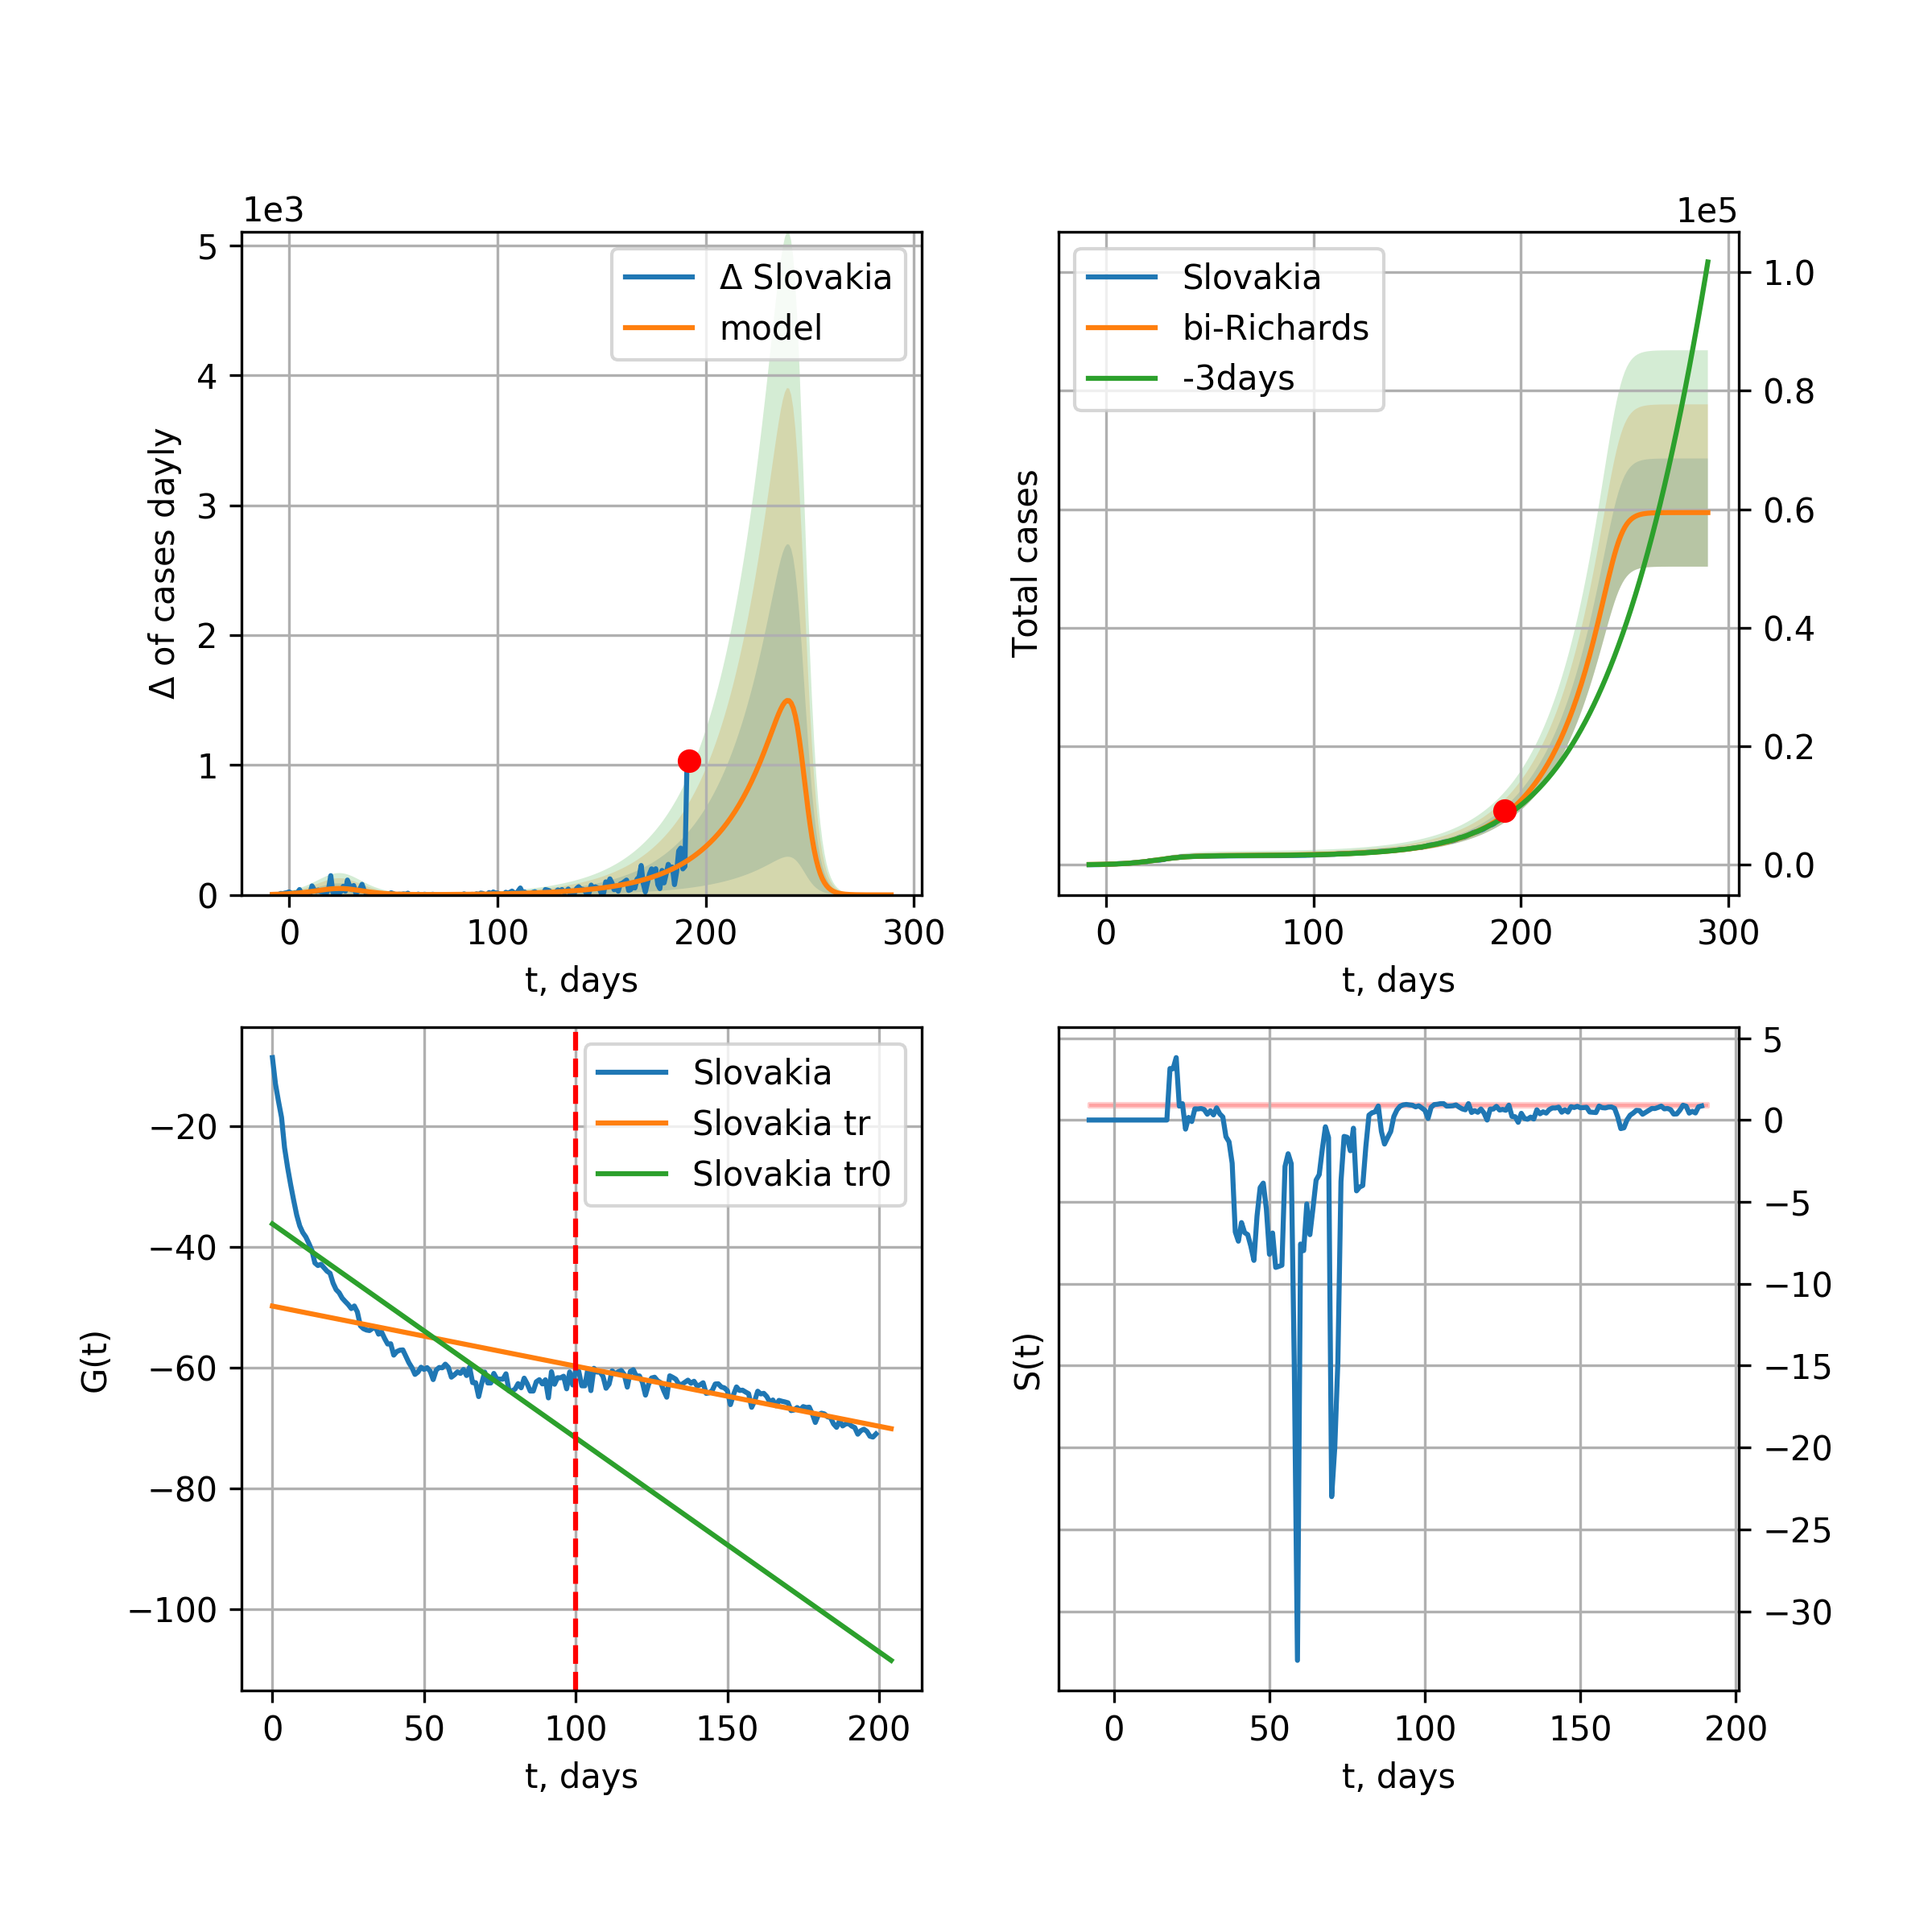 1e3
5
4
3
2
1
0
Δ of cases dayly
Δ Slovakia
model
0 100 200 300
t, days
1e5
Total cases
Slovakia
bi-Richards
-3days
1.0
0.8
0.6
0.4
0.2
0.0
0 100 200 300
t, days
G(t)
−20
−40
−60
−80
−100
Slovakia
Slovakia tr
Slovakia tr0
0 50 100 150 200
t, days
S(t)
5
0
−5
−10
−15
−20
−25
−30
0 50 100 150 200
t, days